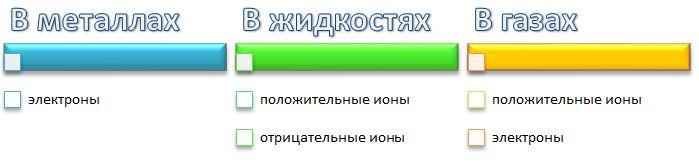 В металлах
электроны
В жидкостях
положительные ионы
отрицательные ионы
В газах
положительные ионы
электроны